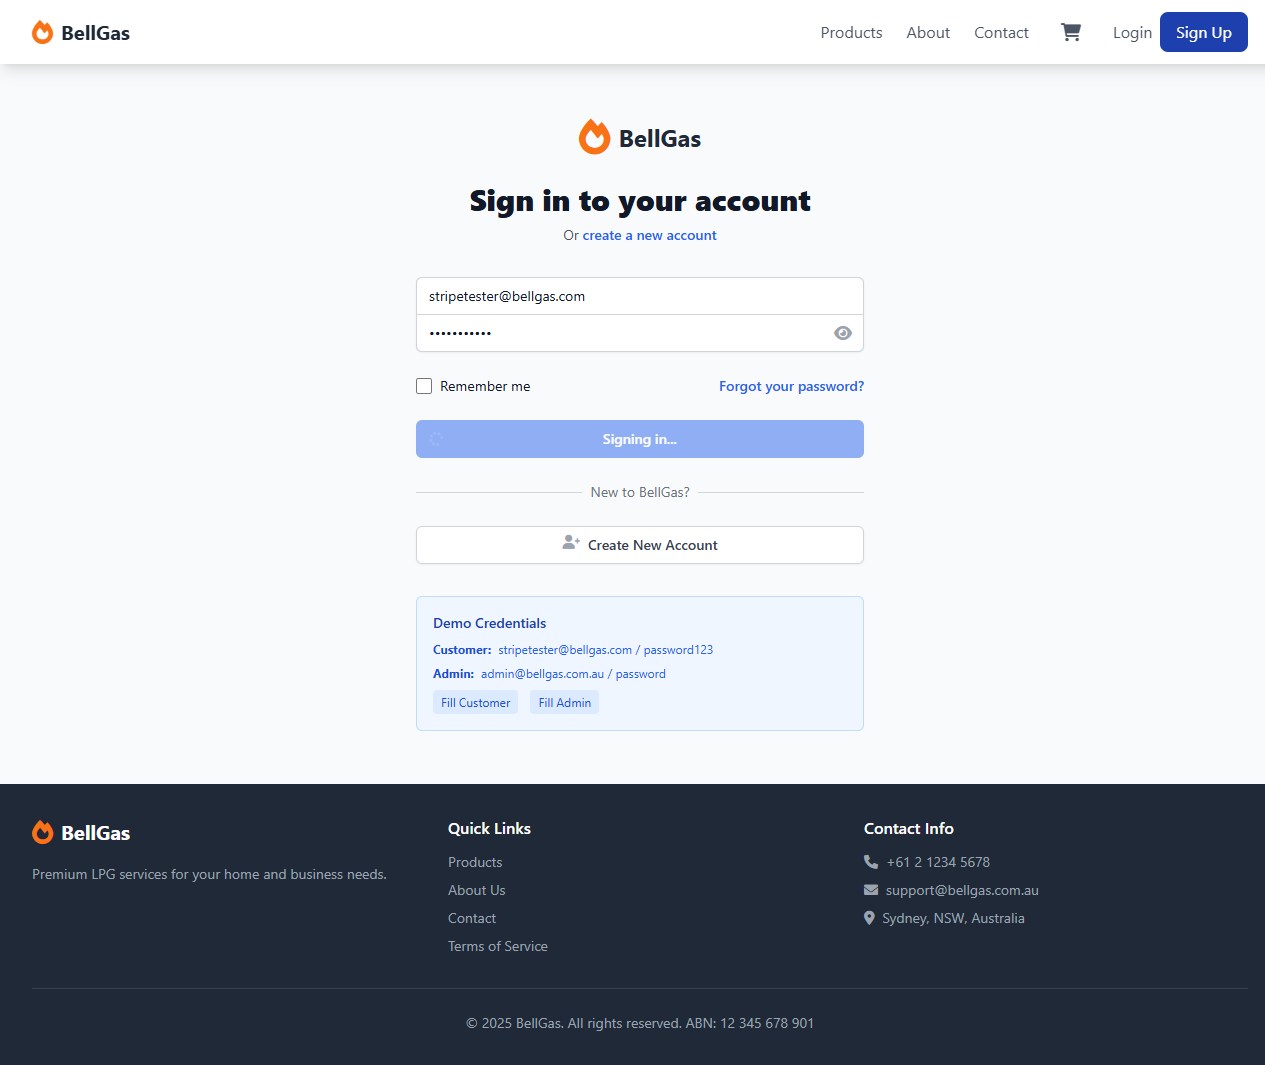 BellGas
Products About Contact Login Sign Up
BellGas
Sign in to your account
Or create a new account
stripetester@bellgas.com
•••••••••••
Remember me Forgot your password?
Signing in...
New to BellGas?
Create New Account
Demo Credentials
Customer: stripetester@bellgas.com / password123
Admin: admin@bellgas.com.au / password
Fill Customer Fill Admin
BellGas
Premium LPG services for your home and business needs.
Quick Links
Products
About Us
Contact
Terms of Service
Contact Info
+61 2 1234 5678
support@bellgas.com.au
Sydney, NSW, Australia
© 2025 BellGas. All rights reserved. ABN: 12 345 678 901